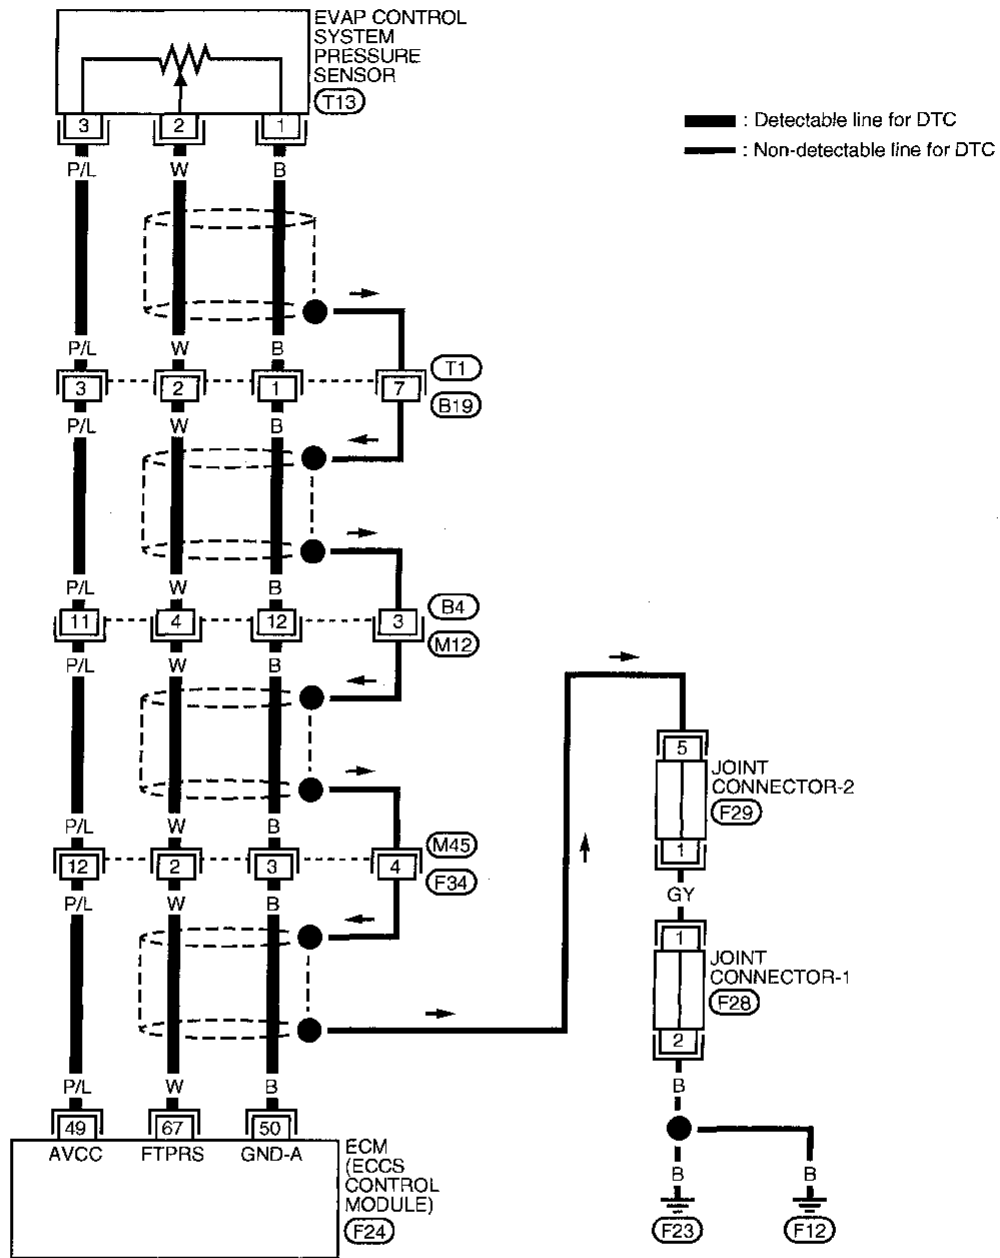 EVAP CONTROL
SYSTEM
PRESSURE
SENSOR
T13
: Detectable line for DTC
: Non-detectable line for DTC
3 2 1
P/L W B
P/L W B
T1
3 2 1 7
B19
P/L W B
P/L W B
B4
11 4 12 3
M12
P/L W B
5
JOINT
CONNECTOR-2
F29
1
P/L W B
M45
12 2 3 4
F34
P/L W B
GY
1
JOINT
CONNECTOR-1
F28
2
P/L W B
B
49 67 50
AVCC FTPRS GND-A
ECM
(ECCS
CONTROL
MODULE)
F24
B B
F23 F12